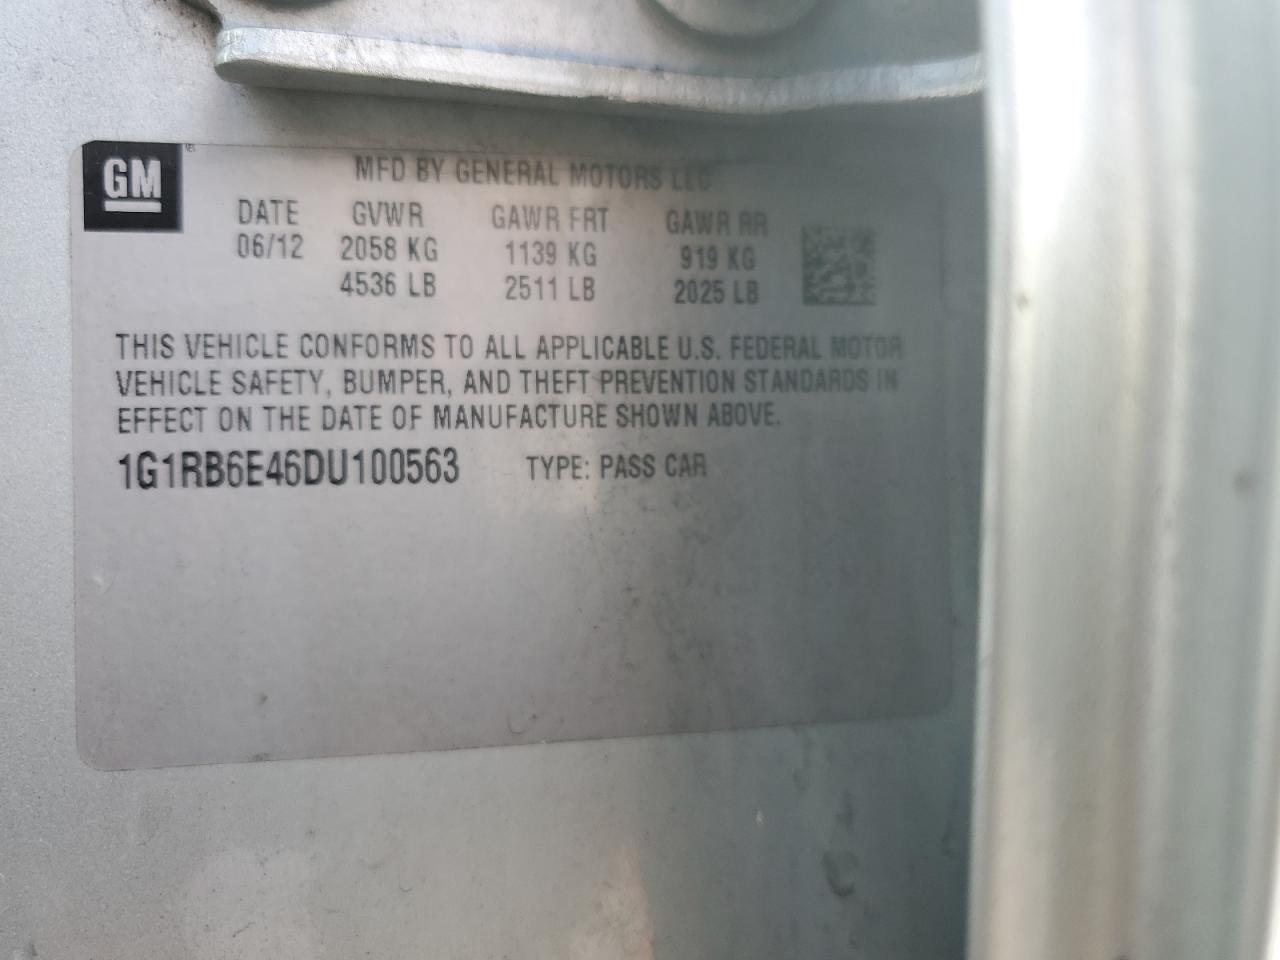 GM
MFD BY GENERAL MOTORS LLC
DATE GVWR GAWR FRT GAWR RR
06/12 2058 KG 1139 KG 919 KG
4536 LB 2511 LB 2025 LB
THIS VEHICLE CONFORMS TO ALL APPLICABLE U.S. FEDERAL MOTOR
VEHICLE SAFETY, BUMPER, AND THEFT PREVENTION STANDARDS IN
EFFECT ON THE DATE OF MANUFACTURE SHOWN ABOVE.
1G1RB6E46DU100563 TYPE: PASS CAR